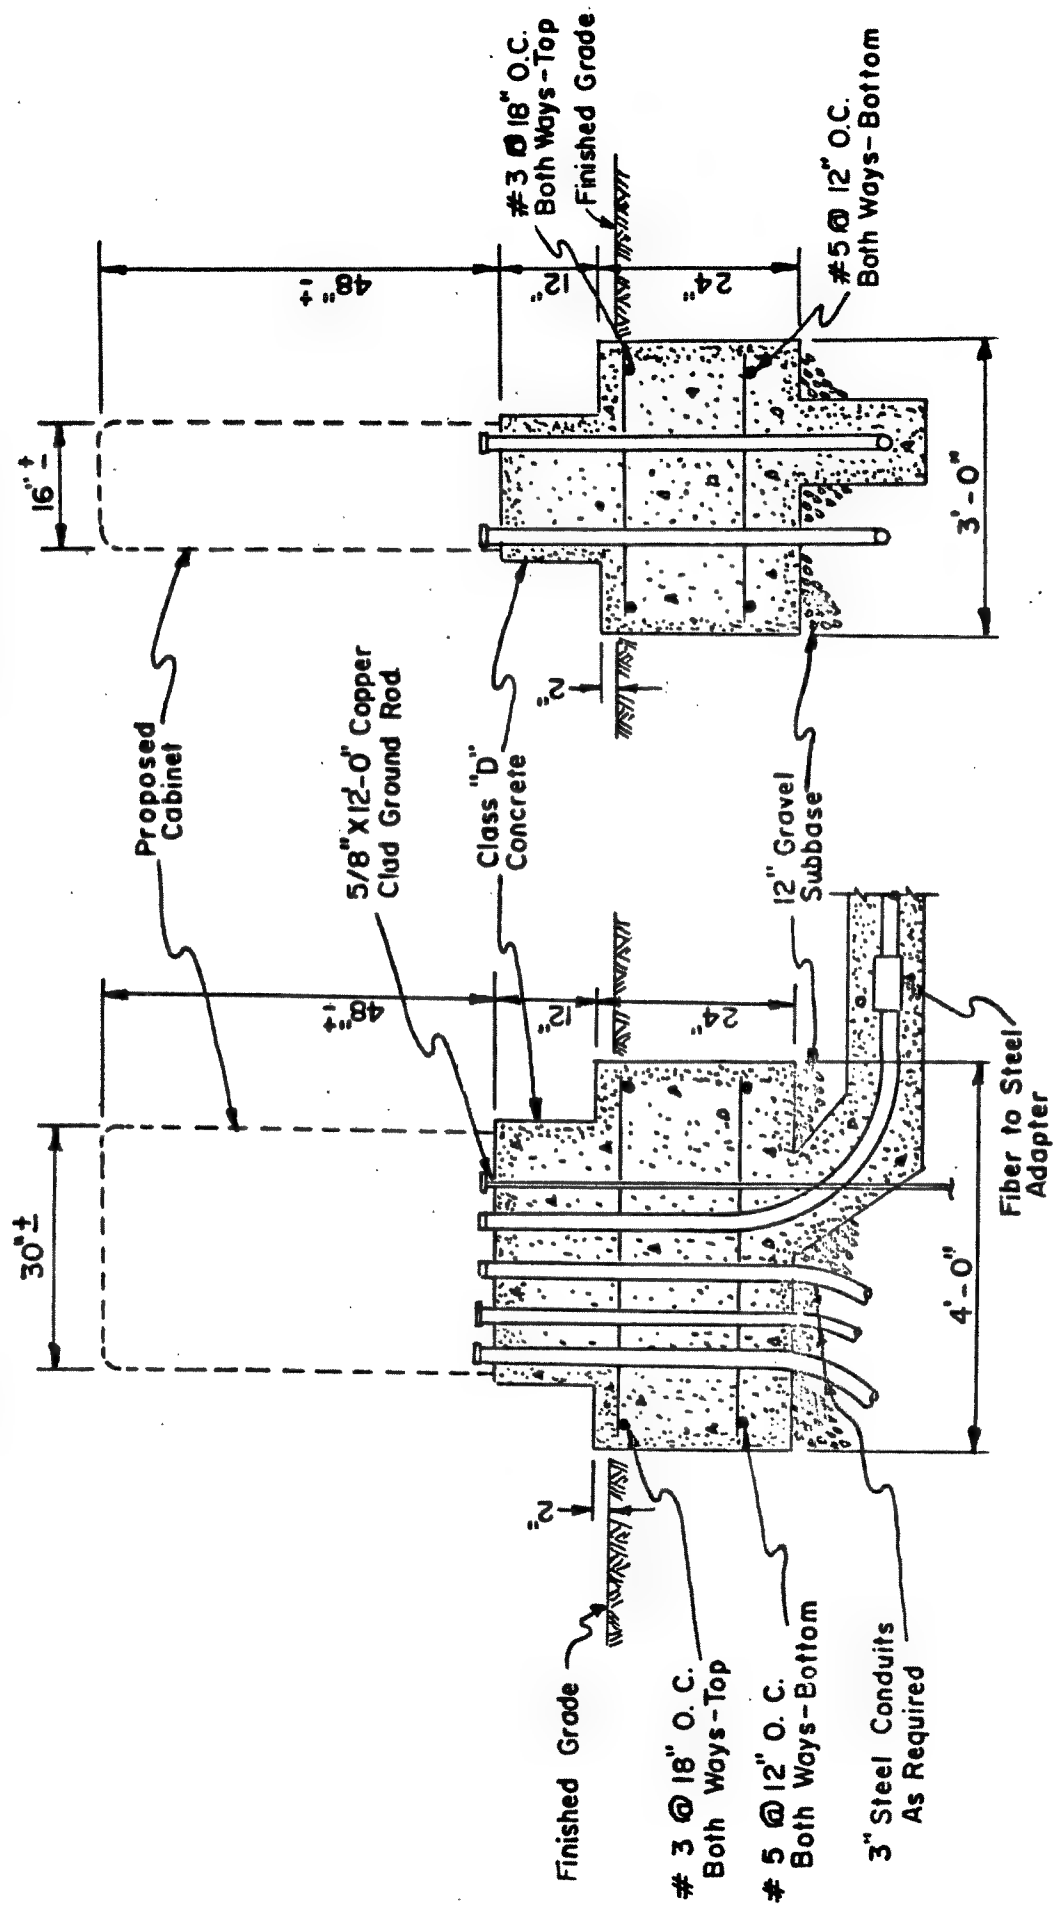 30"±
16"±
Proposed
Cabinet
48"±
48"±
5/8"X12'-0" Copper
Clad Ground Rod
Class "D"
Concrete
12"
12"
#3 @ 18" O.C.
Both Ways-Top
Finished Grade
2"
2"
24"
24"
Finished Grade
# 3 @ 18" O. C.
Both Ways-Top
# 5 @ 12" O. C.
Both Ways-Bottom
3" Steel Conduits
As Required
12" Gravel
Subbase
#5 @ 12" O.C.
Both Ways-Bottom
4'-0"
3'-0"
Fiber to Steel
Adapter